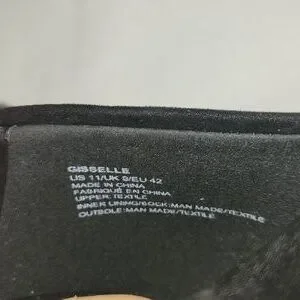 GISSELLE
US 11/UK 9/EU 42
MADE IN CHINA
FABRIQUÉ EN CHINA
UPPER: TEXTILE
INNER LINING/SOCK: MAN MADE/TEXTILE
OUTSOLE: MAN MADE/TEXTILE